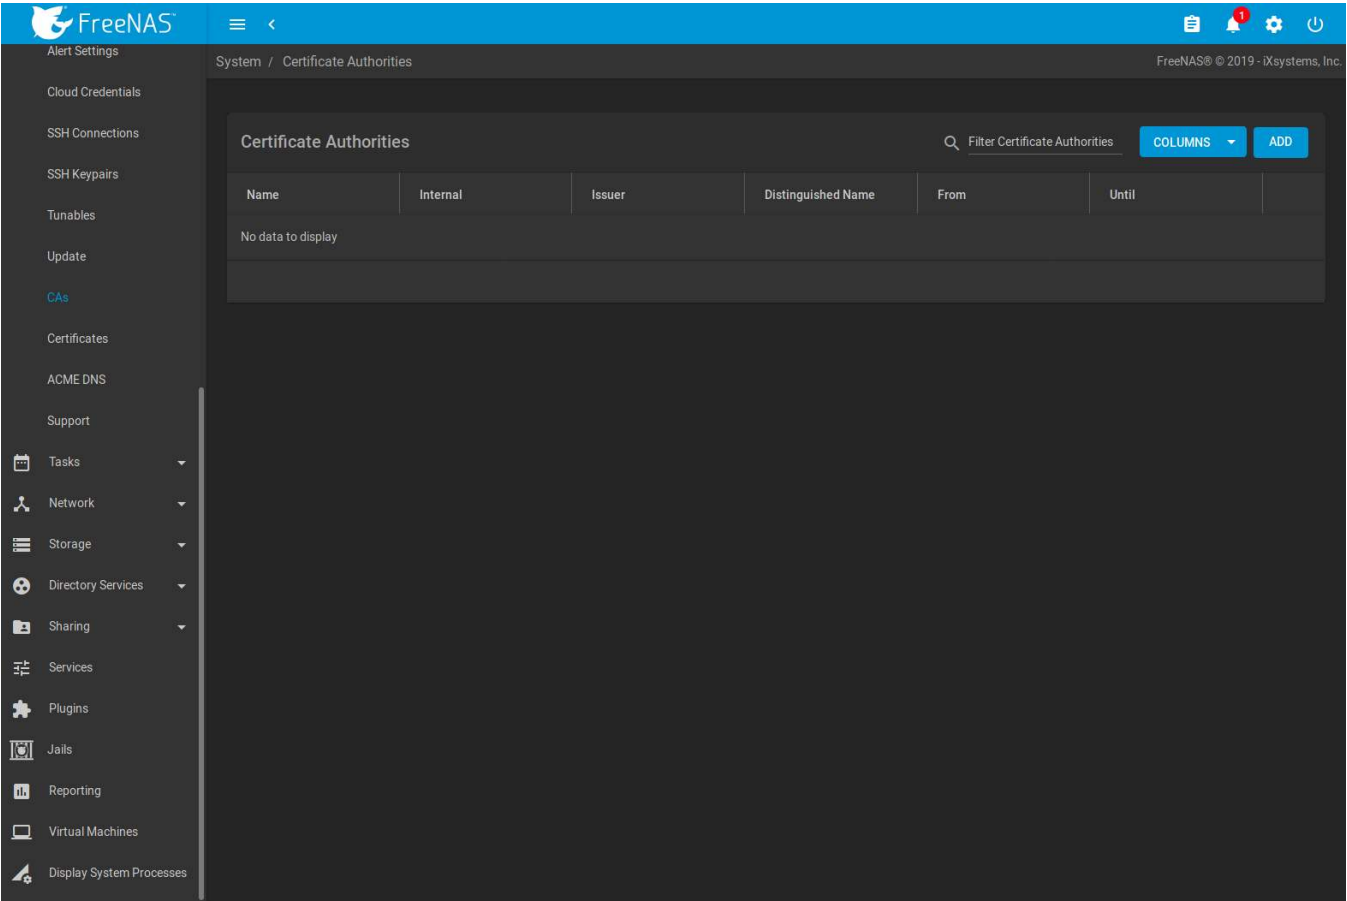 FreeNAS™
1
Alert Settings
Cloud Credentials
SSH Connections
SSH Keypairs
Tunables
Update
CAs
Certificates
ACME DNS
Support
Tasks
Network
Storage
Directory Services
Sharing
Services
Plugins
Jails
Reporting
Virtual Machines
Display System Processes
System / Certificate Authorities
FreeNAS® © 2019 - iXsystems, Inc.
Certificate Authorities
Filter Certificate Authorities
COLUMNS
ADD
Name Internal Issuer Distinguished Name From Until
No data to display